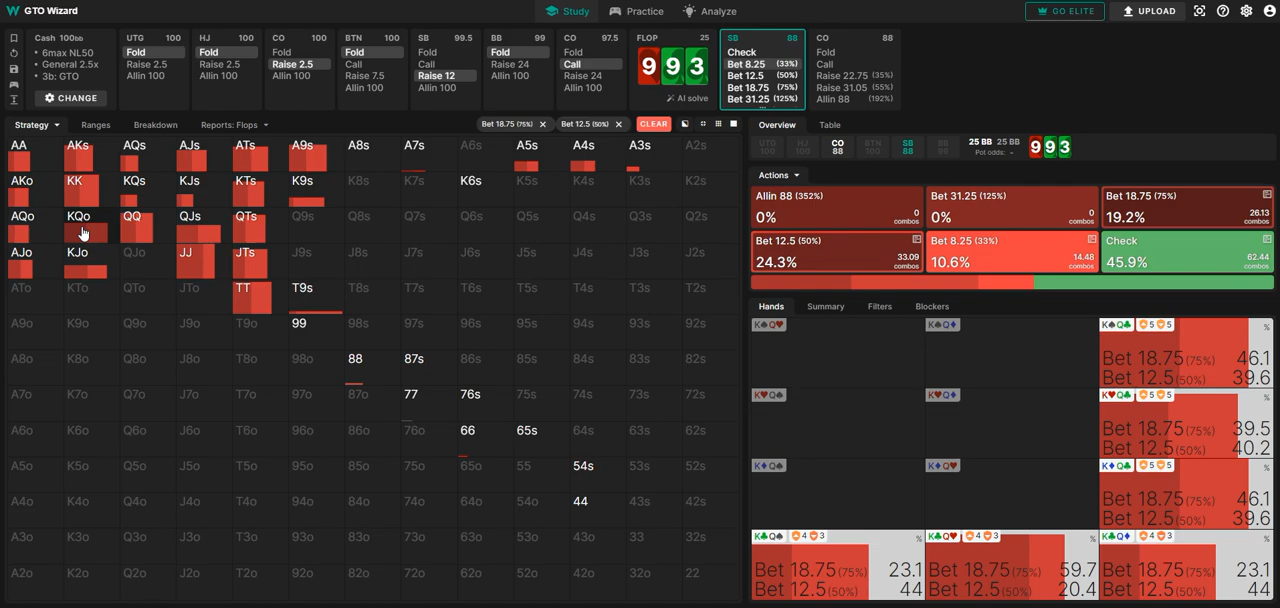 GTO Wizard
Study
Practice
Analyze
GO ELITE
UPLOAD
Cash 100bb
• 6max NL50
• General 2.5x
• 3b: GTO
CHANGE
UTG 100
Fold
Raise 2.5
Allin 100
HJ 100
Fold
Raise 2.5
Allin 100
CO 100
Fold
Raise 2.5
Allin 100
BTN 100
Fold
Call
Raise 7.5
Allin 100
SB 99.5
Fold
Call
Raise 12
Allin 100
BB 99
Fold
Raise 24
Allin 100
CO 97.5
Fold
Call
Raise 24
Allin 100
FLOP 25
9 9 3
AI solve
SB 88
Check
Bet 8.25 (33%)
Bet 12.5 (50%)
Bet 18.75 (75%)
Bet 31.25 (125%)
CO 88
Fold
Call
Raise 22.75 (35%)
Raise 31.05 (55%)
Allin 88 (192%)
Strategy
Ranges
Breakdown
Reports: Flops
Bet 18.75 (75%) ✕
Bet 12.5 (50%) ✕
CLEAR
AA AKs AQs AJs ATs A9s A8s A7s A6s A5s A4s A3s A2s
AKo KK KQs KJs KTs K9s K8s K7s K6s K5s K4s K3s K2s
AQo KQo QQ QJs QTs Q9s Q8s Q7s Q6s Q5s Q4s Q3s Q2s
AJo KJo QJo JJ JTs J9s J8s J7s J6s J5s J4s J3s J2s
ATo KTo QTo JTo TT T9s T8s T7s T6s T5s T4s T3s T2s
A9o K9o Q9o J9o T9o 99 98s 97s 96s 95s 94s 93s 92s
A8o K8o Q8o J8o T8o 98o 88 87s 86s 85s 84s 83s 82s
A7o K7o Q7o J7o T7o 97o 87o 77 76s 75s 74s 73s 72s
A6o K6o Q6o J6o T6o 96o 86o 76o 66 65s 64s 63s 62s
A5o K5o Q5o J5o T5o 95o 85o 75o 65o 55 54s 53s 52s
A4o K4o Q4o J4o T4o 94o 84o 74o 64o 54o 44 43s 42s
A3o K3o Q3o J3o T3o 93o 83o 73o 63o 53o 43o 33 32s
A2o K2o Q2o J2o T2o 92o 82o 72o 62o 52o 42o 32o 22
Overview
Table
UTG 100
HJ 100
CO 88
BTN 100
SB 88
BB 99
25 BB 25 BB
Pot odds: -
9 9 3
Actions
Allin 88 (352%)
0%
0 combos
Bet 31.25 (125%)
0%
0 combos
Bet 18.75 (75%)
19.2%
26.13 combos
Bet 12.5 (50%)
24.3%
33.09 combos
Bet 8.25 (33%)
10.6%
14.48 combos
Check
45.9%
62.44 combos
Hands
Summary
Filters
Blockers
K♠Q♥
K♠Q♦
K♠Q♣ 5 5 %
Bet 18.75 (75%) 46.1
Bet 12.5 (50%) 39.6
K♥Q♠
K♥Q♦
K♥Q♣ 5 5 %
Bet 18.75 (75%) 39.5
Bet 12.5 (50%) 40.2
K♦Q♠
K♦Q♥
K♦Q♣ 5 5 %
Bet 18.75 (75%) 46.1
Bet 12.5 (50%) 39.6
K♣Q♠ 4 3 %
Bet 18.75 (75%) 23.1
Bet 12.5 (50%) 44
K♣Q♥ 4 3 %
Bet 18.75 (75%) 59.7
Bet 12.5 (50%) 20.4
K♣Q♦ 4 3 %
Bet 18.75 (75%) 23.1
Bet 12.5 (50%) 44